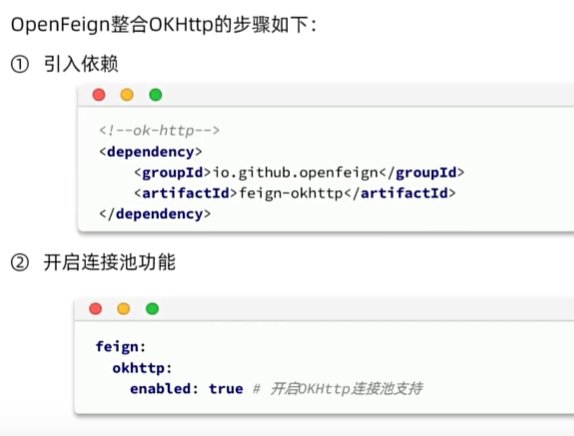 OpenFeign整合OKHttp的步骤如下:
① 引入依赖
<!--ok-http-->
<dependency>
<groupId>io.github.openfeign</groupId>
<artifactId>feign-okhttp</artifactId>
</dependency>
② 开启连接池功能
feign:
okhttp:
enabled: true # 开启OKHttp连接池支持